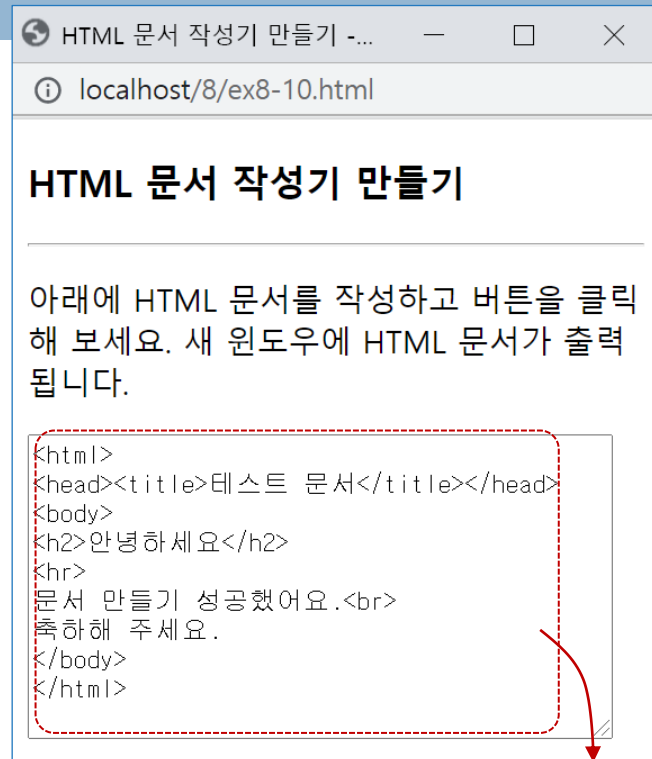 HTML 문서 작성기 만들기 -...
localhost/8/ex8-10.html
HTML 문서 작성기 만들기
아래에 HTML 문서를 작성하고 버튼을 클릭
해 보세요. 새 윈도우에 HTML 문서가 출력
됩니다.
<html>
<head><title>테스트 문서</title></head>
<body>
<h2>안녕하세요</h2>
<hr>
문서 만들기 성공했어요.<br>
축하해 주세요.
</body>
</html>